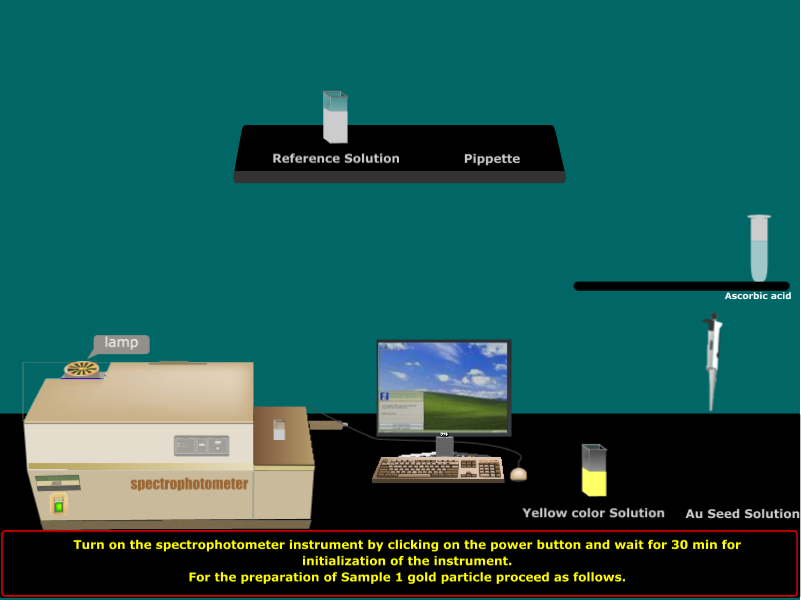 Reference Solution
Pippette
Ascorbic acid
lamp
spectrophotometer
Yellow color Solution
Au Seed Solution
Turn on the spectrophotometer instrument by clicking on the power button and wait for 30 min for
initialization of the instrument.
For the preparation of Sample 1 gold particle proceed as follows.